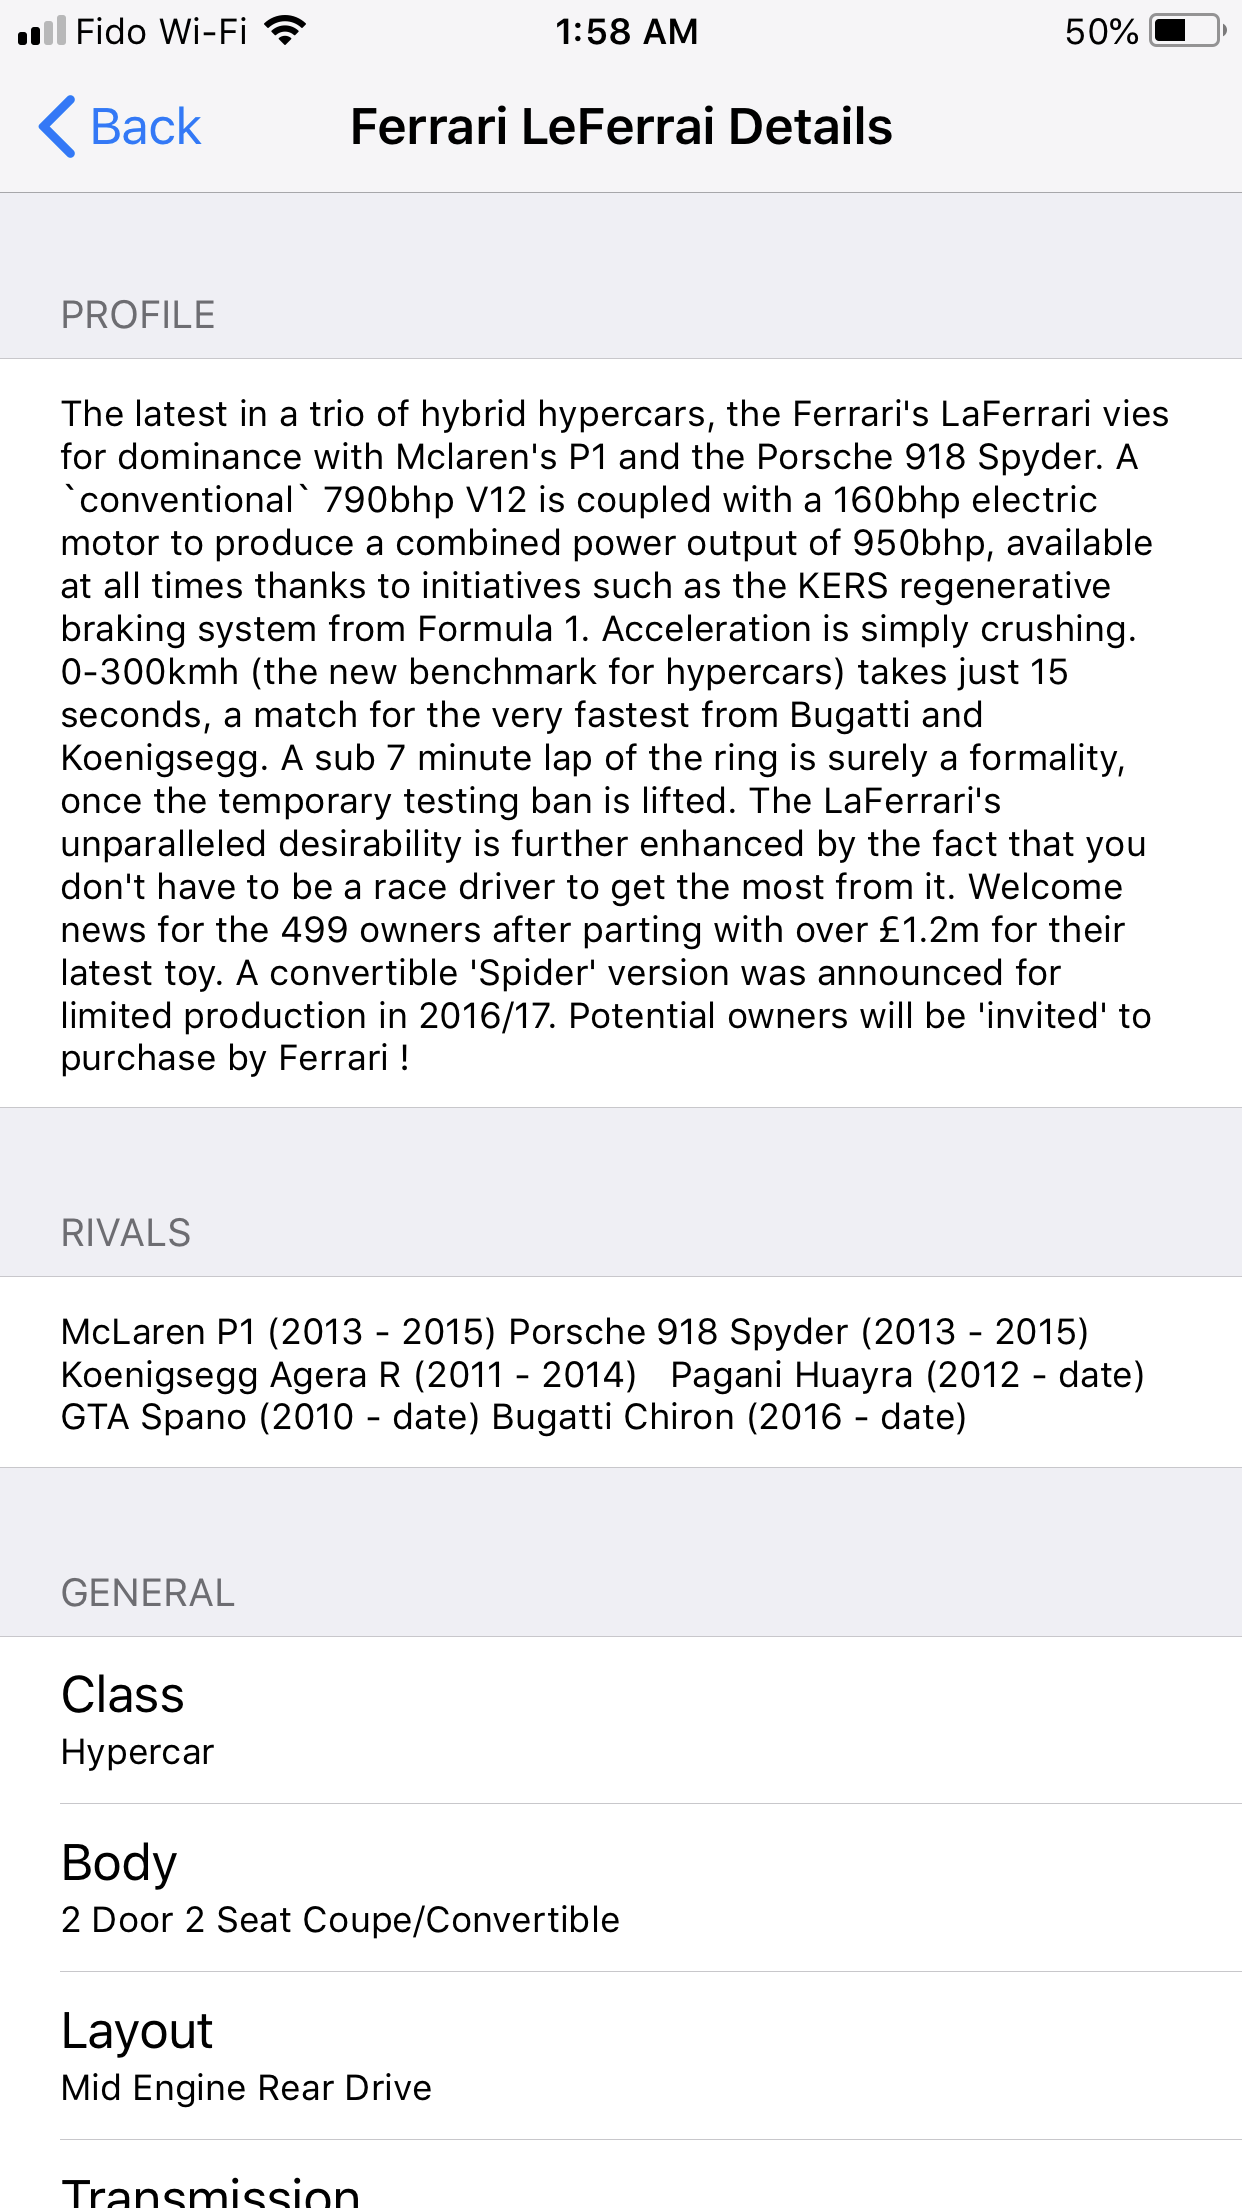 Fido Wi-Fi 1:58 AM 50%
Back Ferrari LeFerrai Details
PROFILE
The latest in a trio of hybrid hypercars, the Ferrari's LaFerrari vies
for dominance with Mclaren's P1 and the Porsche 918 Spyder. A
`conventional` 790bhp V12 is coupled with a 160bhp electric
motor to produce a combined power output of 950bhp, available
at all times thanks to initiatives such as the KERS regenerative
braking system from Formula 1. Acceleration is simply crushing.
0-300kmh (the new benchmark for hypercars) takes just 15
seconds, a match for the very fastest from Bugatti and
Koenigsegg. A sub 7 minute lap of the ring is surely a formality,
once the temporary testing ban is lifted. The LaFerrari's
unparalleled desirability is further enhanced by the fact that you
don't have to be a race driver to get the most from it. Welcome
news for the 499 owners after parting with over £1.2m for their
latest toy. A convertible 'Spider' version was announced for
limited production in 2016/17. Potential owners will be 'invited' to
purchase by Ferrari !
RIVALS
McLaren P1 (2013 - 2015) Porsche 918 Spyder (2013 - 2015)
Koenigsegg Agera R (2011 - 2014)   Pagani Huayra (2012 - date)
GTA Spano (2010 - date) Bugatti Chiron (2016 - date)
GENERAL
Class
Hypercar
Body
2 Door 2 Seat Coupe/Convertible
Layout
Mid Engine Rear Drive
Transmission